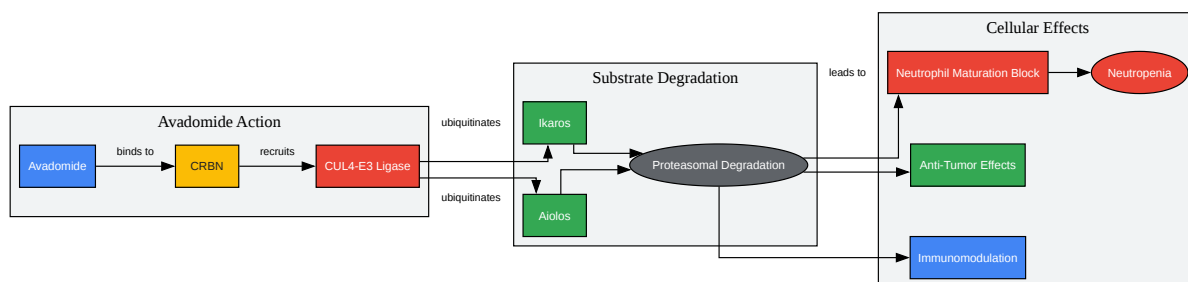 Avadomide Action
Avadomide
binds to
CRBN
recruits
CUL4-E3 Ligase
ubiquitinates
ubiquitinates
Substrate Degradation
Ikaros
Aiolos
Proteasomal Degradation
leads to
Cellular Effects
Neutrophil Maturation Block
Neutropenia
Anti-Tumor Effects
Immunomodulation